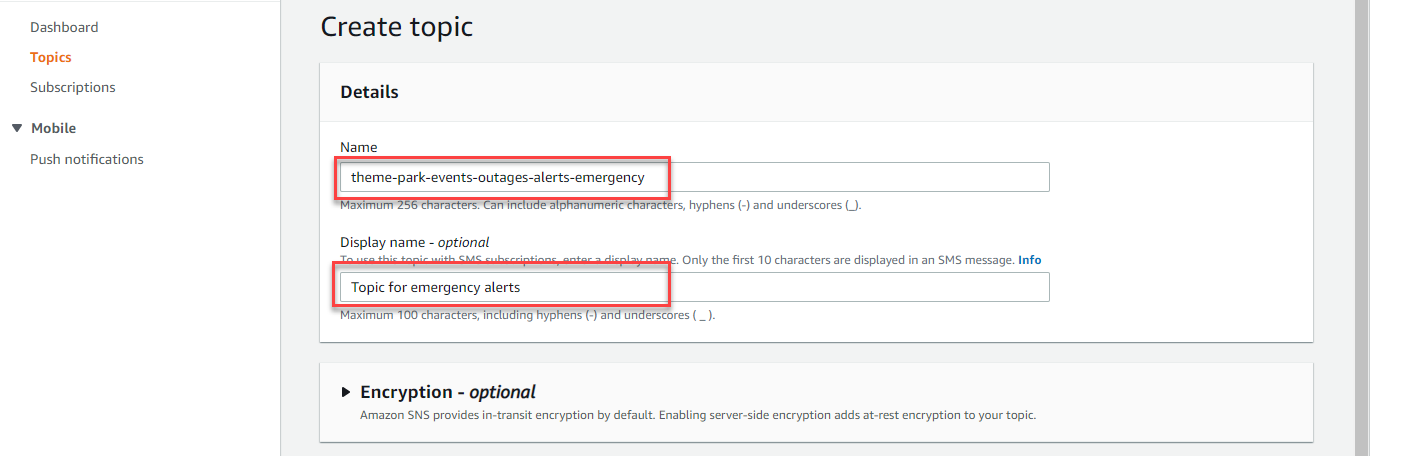 Dashboard
Topics
Subscriptions
Mobile
Push notifications
Create topic
Details
Name
theme-park-events-outages-alerts-emergency
Maximum 256 characters. Can include alphanumeric characters, hyphens (-) and underscores (_).
Display name - optional
To use this topic with SMS subscriptions, enter a display name. Only the first 10 characters are displayed in an SMS message. Info
Topic for emergency alerts
Maximum 100 characters, including hyphens (-) and underscores ( _ ).
Encryption - optional
Amazon SNS provides in-transit encryption by default. Enabling server-side encryption adds at-rest encryption to your topic.